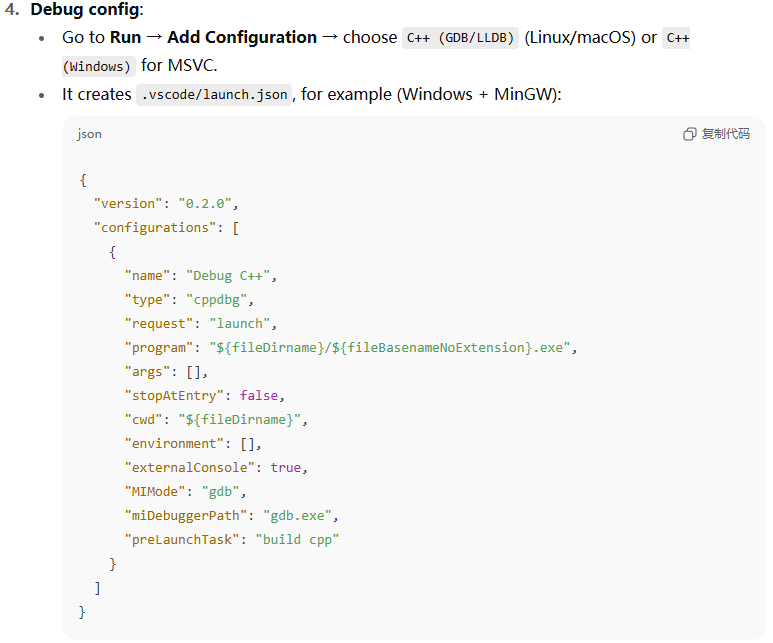 4. Debug config:
• Go to Run → Add Configuration → choose C++ (GDB/LLDB) (Linux/macOS) or C++
(Windows) for MSVC.
• It creates .vscode/launch.json, for example (Windows + MinGW):
json 复制代码
{
  "version": "0.2.0",
  "configurations": [
    {
      "name": "Debug C++",
      "type": "cppdbg",
      "request": "launch",
      "program": "${fileDirname}/${fileBasenameNoExtension}.exe",
      "args": [],
      "stopAtEntry": false,
      "cwd": "${fileDirname}",
      "environment": [],
      "externalConsole": true,
      "MIMode": "gdb",
      "miDebuggerPath": "gdb.exe",
      "preLaunchTask": "build cpp"
    }
  ]
}